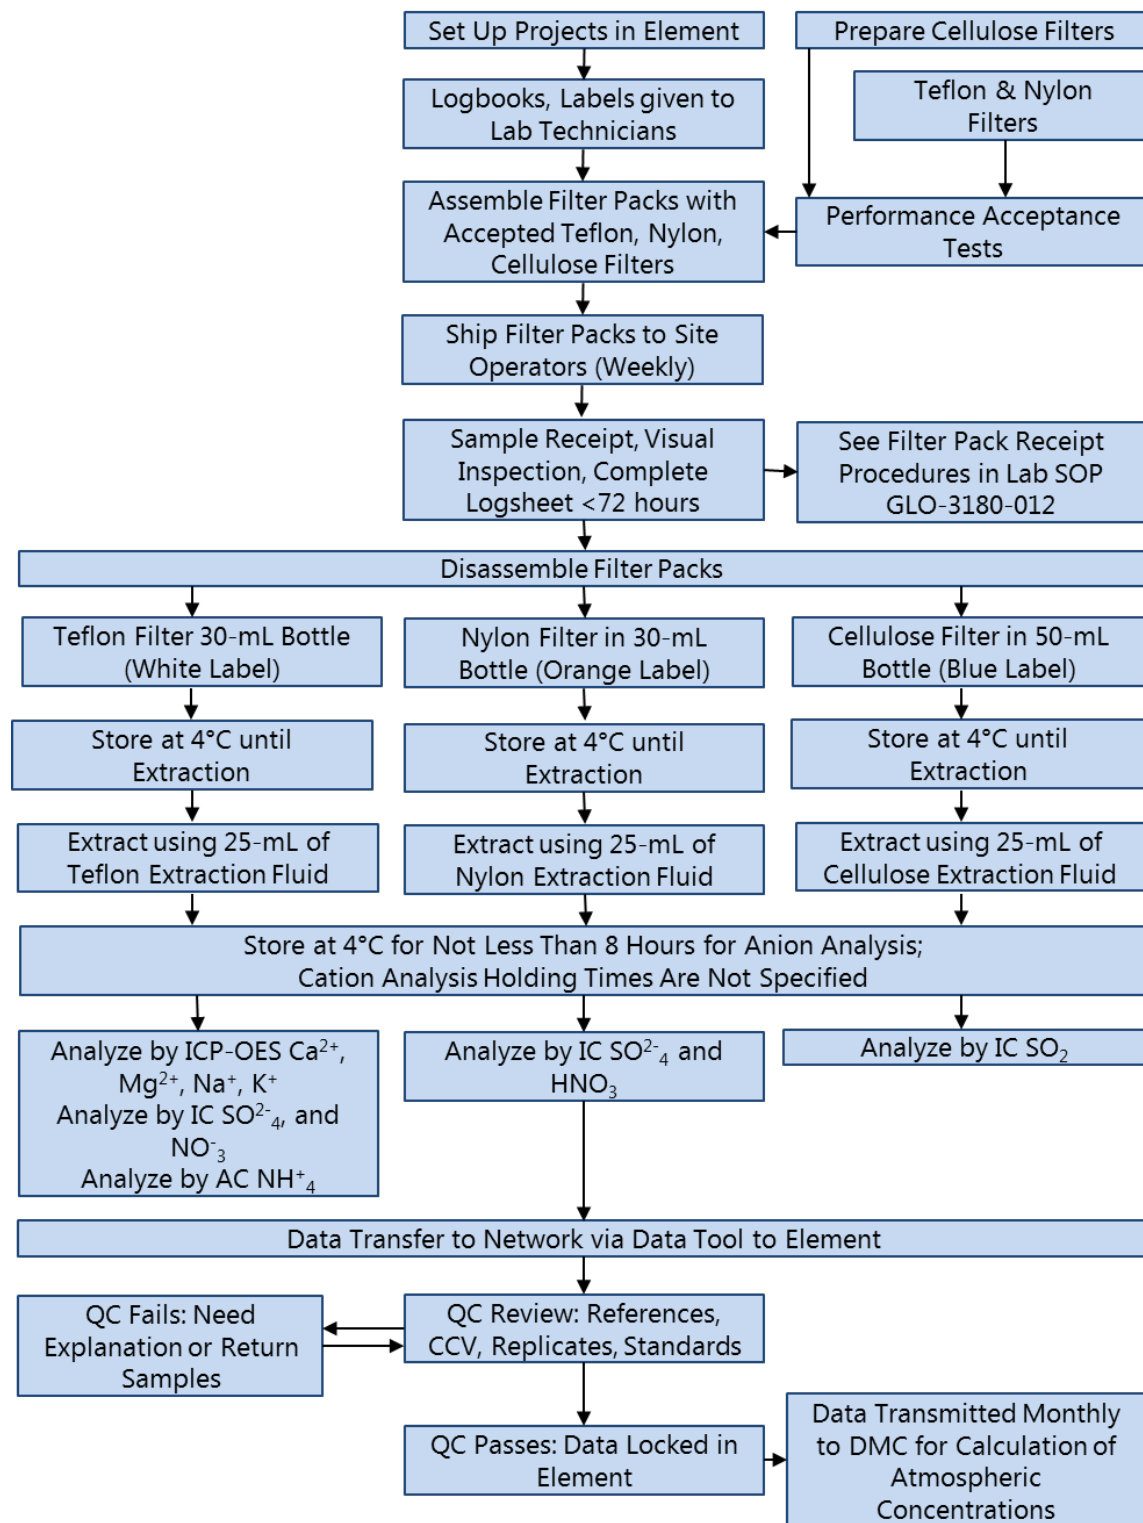 Set Up Projects in Element
Prepare Cellulose Filters
Logbooks, Labels given to
Lab Technicians
Teflon & Nylon
Filters
Assemble Filter Packs with
Accepted Teflon, Nylon,
Cellulose Filters
Performance Acceptance
Tests
Ship Filter Packs to Site
Operators (Weekly)
Sample Receipt, Visual
Inspection, Complete
Logsheet <72 hours
See Filter Pack Receipt
Procedures in Lab SOP
GLO-3180-012
Disassemble Filter Packs
Teflon Filter 30-mL Bottle
(White Label)
Nylon Filter in 30-mL
Bottle (Orange Label)
Cellulose Filter in 50-mL
Bottle (Blue Label)
Store at 4°C until
Extraction
Store at 4°C until
Extraction
Store at 4°C until
Extraction
Extract using 25-mL of
Teflon Extraction Fluid
Extract using 25-mL of
Nylon Extraction Fluid
Extract using 25-mL of
Cellulose Extraction Fluid
Store at 4°C for Not Less Than 8 Hours for Anion Analysis;
Cation Analysis Holding Times Are Not Specified
Analyze by ICP-OES Ca²⁺,
Mg²⁺, Na⁺, K⁺
Analyze by IC SO²⁻₄, and
NO⁻₃
Analyze by AC NH⁺₄
Analyze by IC SO²⁻₄ and
HNO₃
Analyze by IC SO₂
Data Transfer to Network via Data Tool to Element
QC Fails: Need
Explanation or Return
Samples
QC Review: References,
CCV, Replicates, Standards
QC Passes: Data Locked in
Element
Data Transmitted Monthly
to DMC for Calculation of
Atmospheric
Concentrations